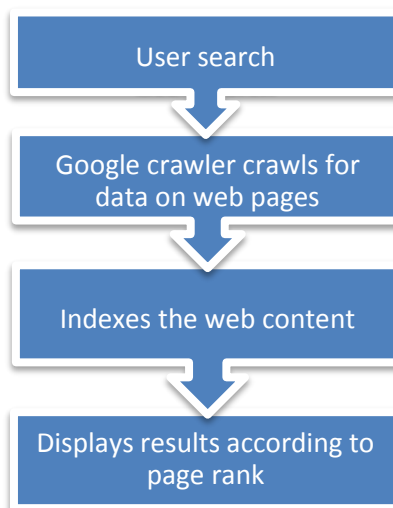 User search
Google crawler crawls for
data on web pages
Indexes the web content
Displays results according to
page rank